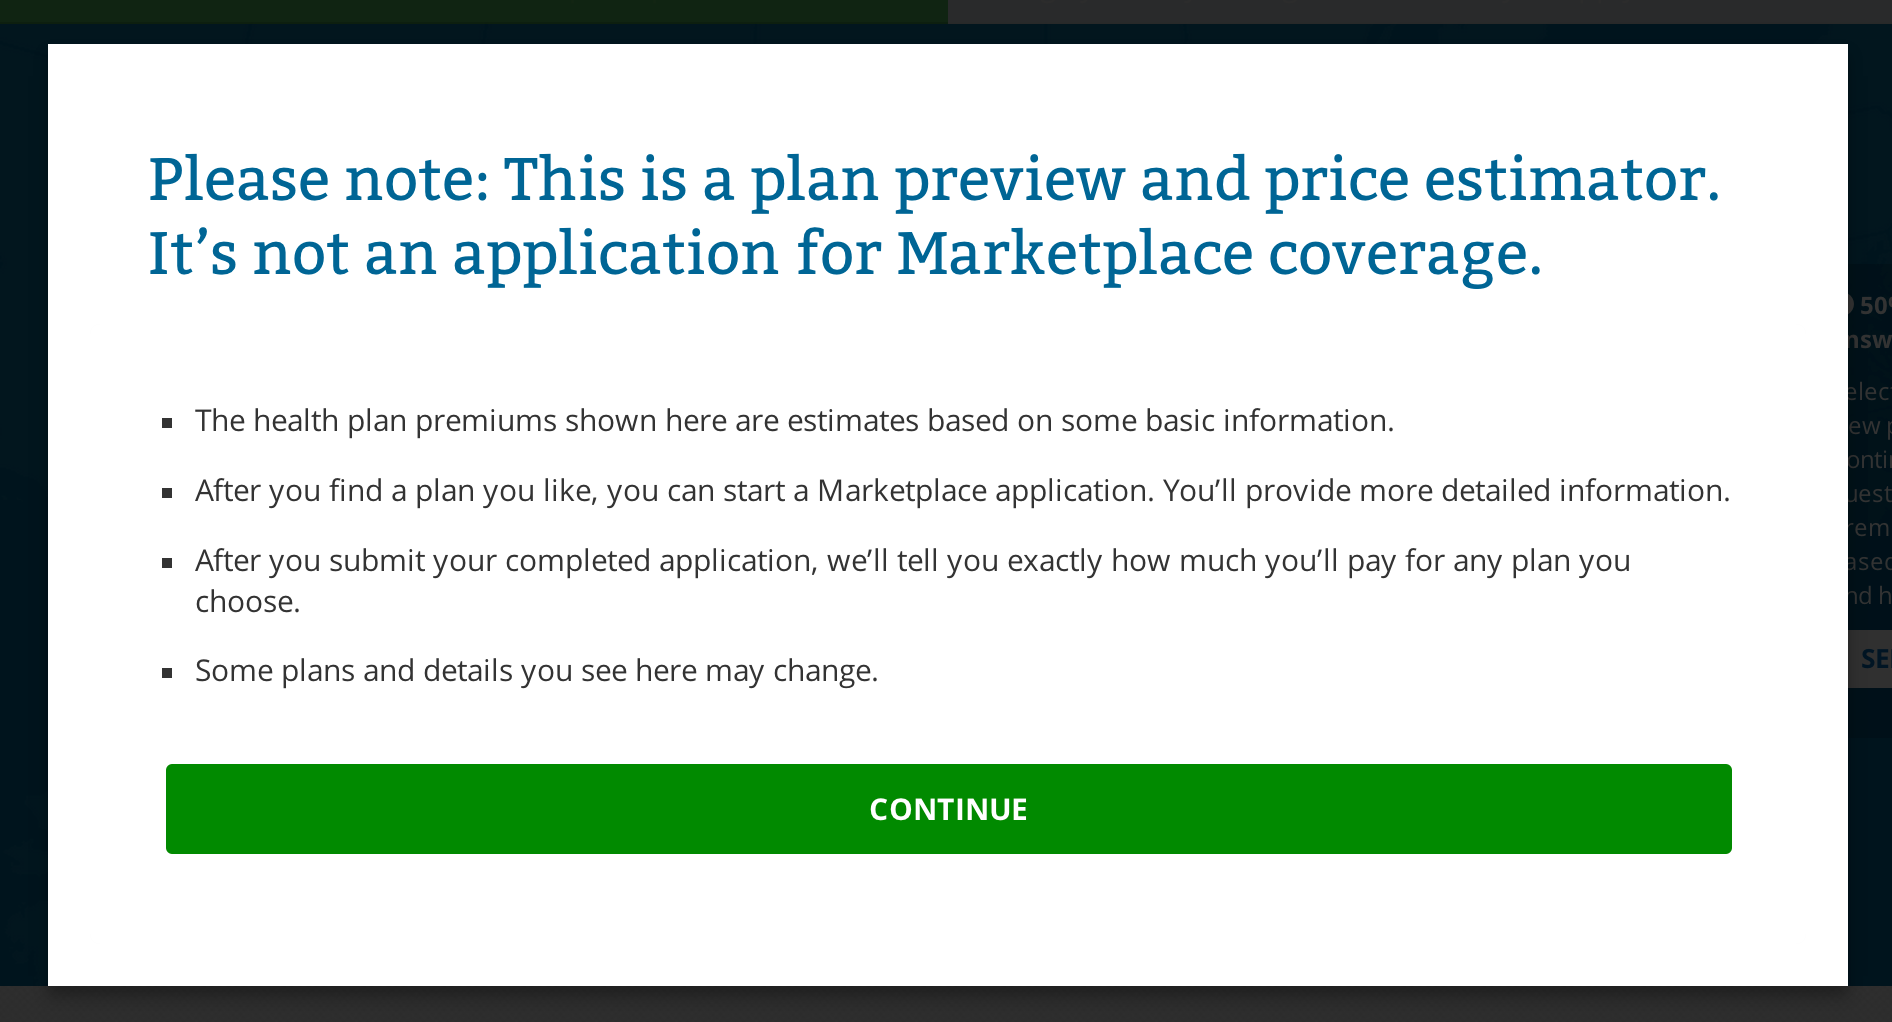 Please note: This is a plan preview and price estimator.
It’s not an application for Marketplace coverage.
The health plan premiums shown here are estimates based on some basic information.
After you find a plan you like, you can start a Marketplace application. You’ll provide more detailed information.
After you submit your completed application, we’ll tell you exactly how much you’ll pay for any plan you
choose.
Some plans and details you see here may change.
CONTINUE